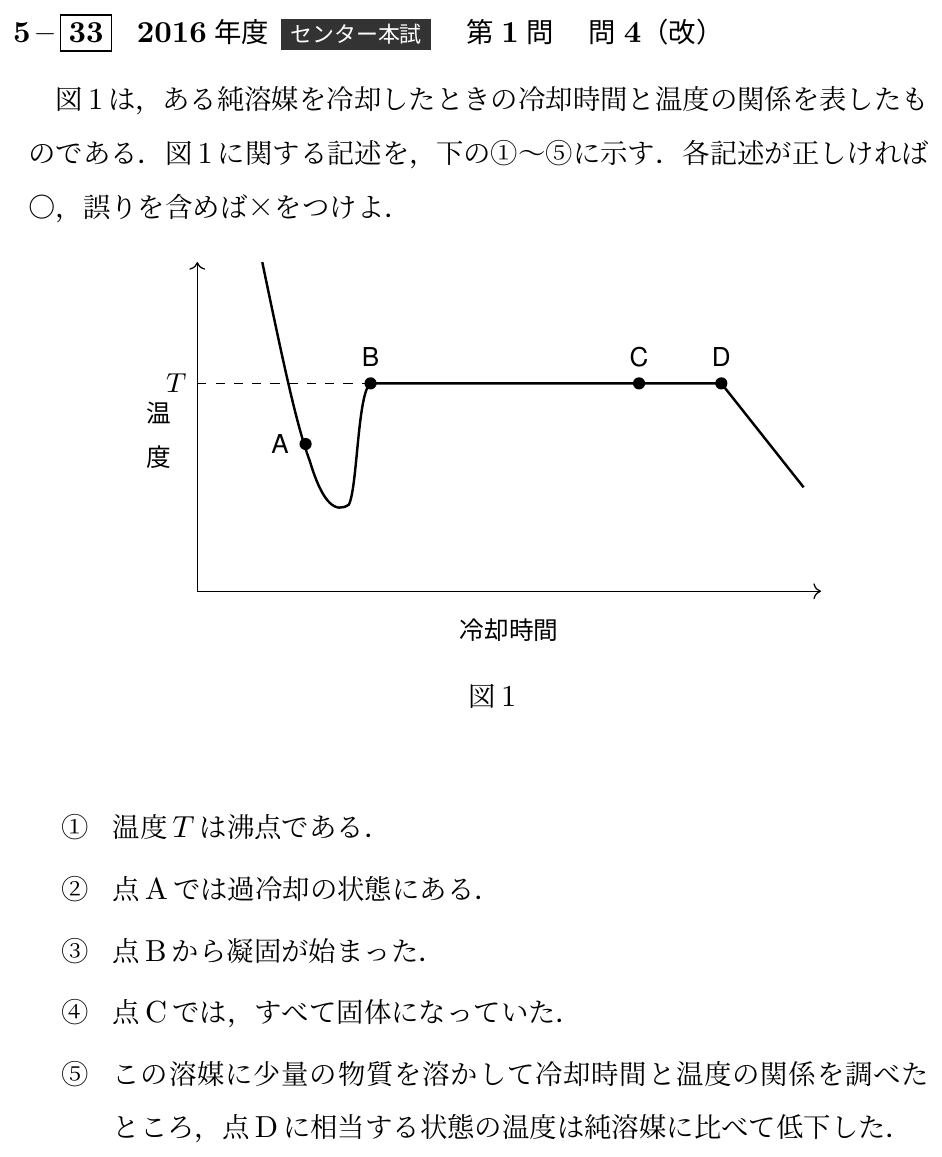 5−33 2016 年度 センター本試 第 1 問 問 4（改）
図 1 は，ある純溶媒を冷却したときの冷却時間と温度の関係を表したも
のである．図 1 に関する記述を，下の①〜⑤に示す．各記述が正しければ
○，誤りを含めば×をつけよ．
B C D
T
温
度
A
冷却時間
図 1
① 温度 T は沸点である．
② 点 A では過冷却の状態にある．
③ 点 B から凝固が始まった．
④ 点 C では，すべて固体になっていた．
⑤ この溶媒に少量の物質を溶かして冷却時間と温度の関係を調べた
ところ，点 D に相当する状態の温度は純溶媒に比べて低下した．